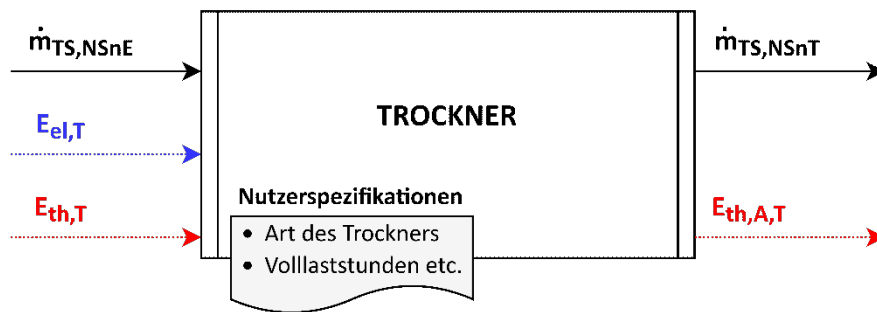 ṁTS,NSnE
ṁTS,NSnT
TROCKNER
Eel,T
Nutzerspezifikationen
Eth,T
Eth,A,T
• Art des Trockners
• Volllaststunden etc.